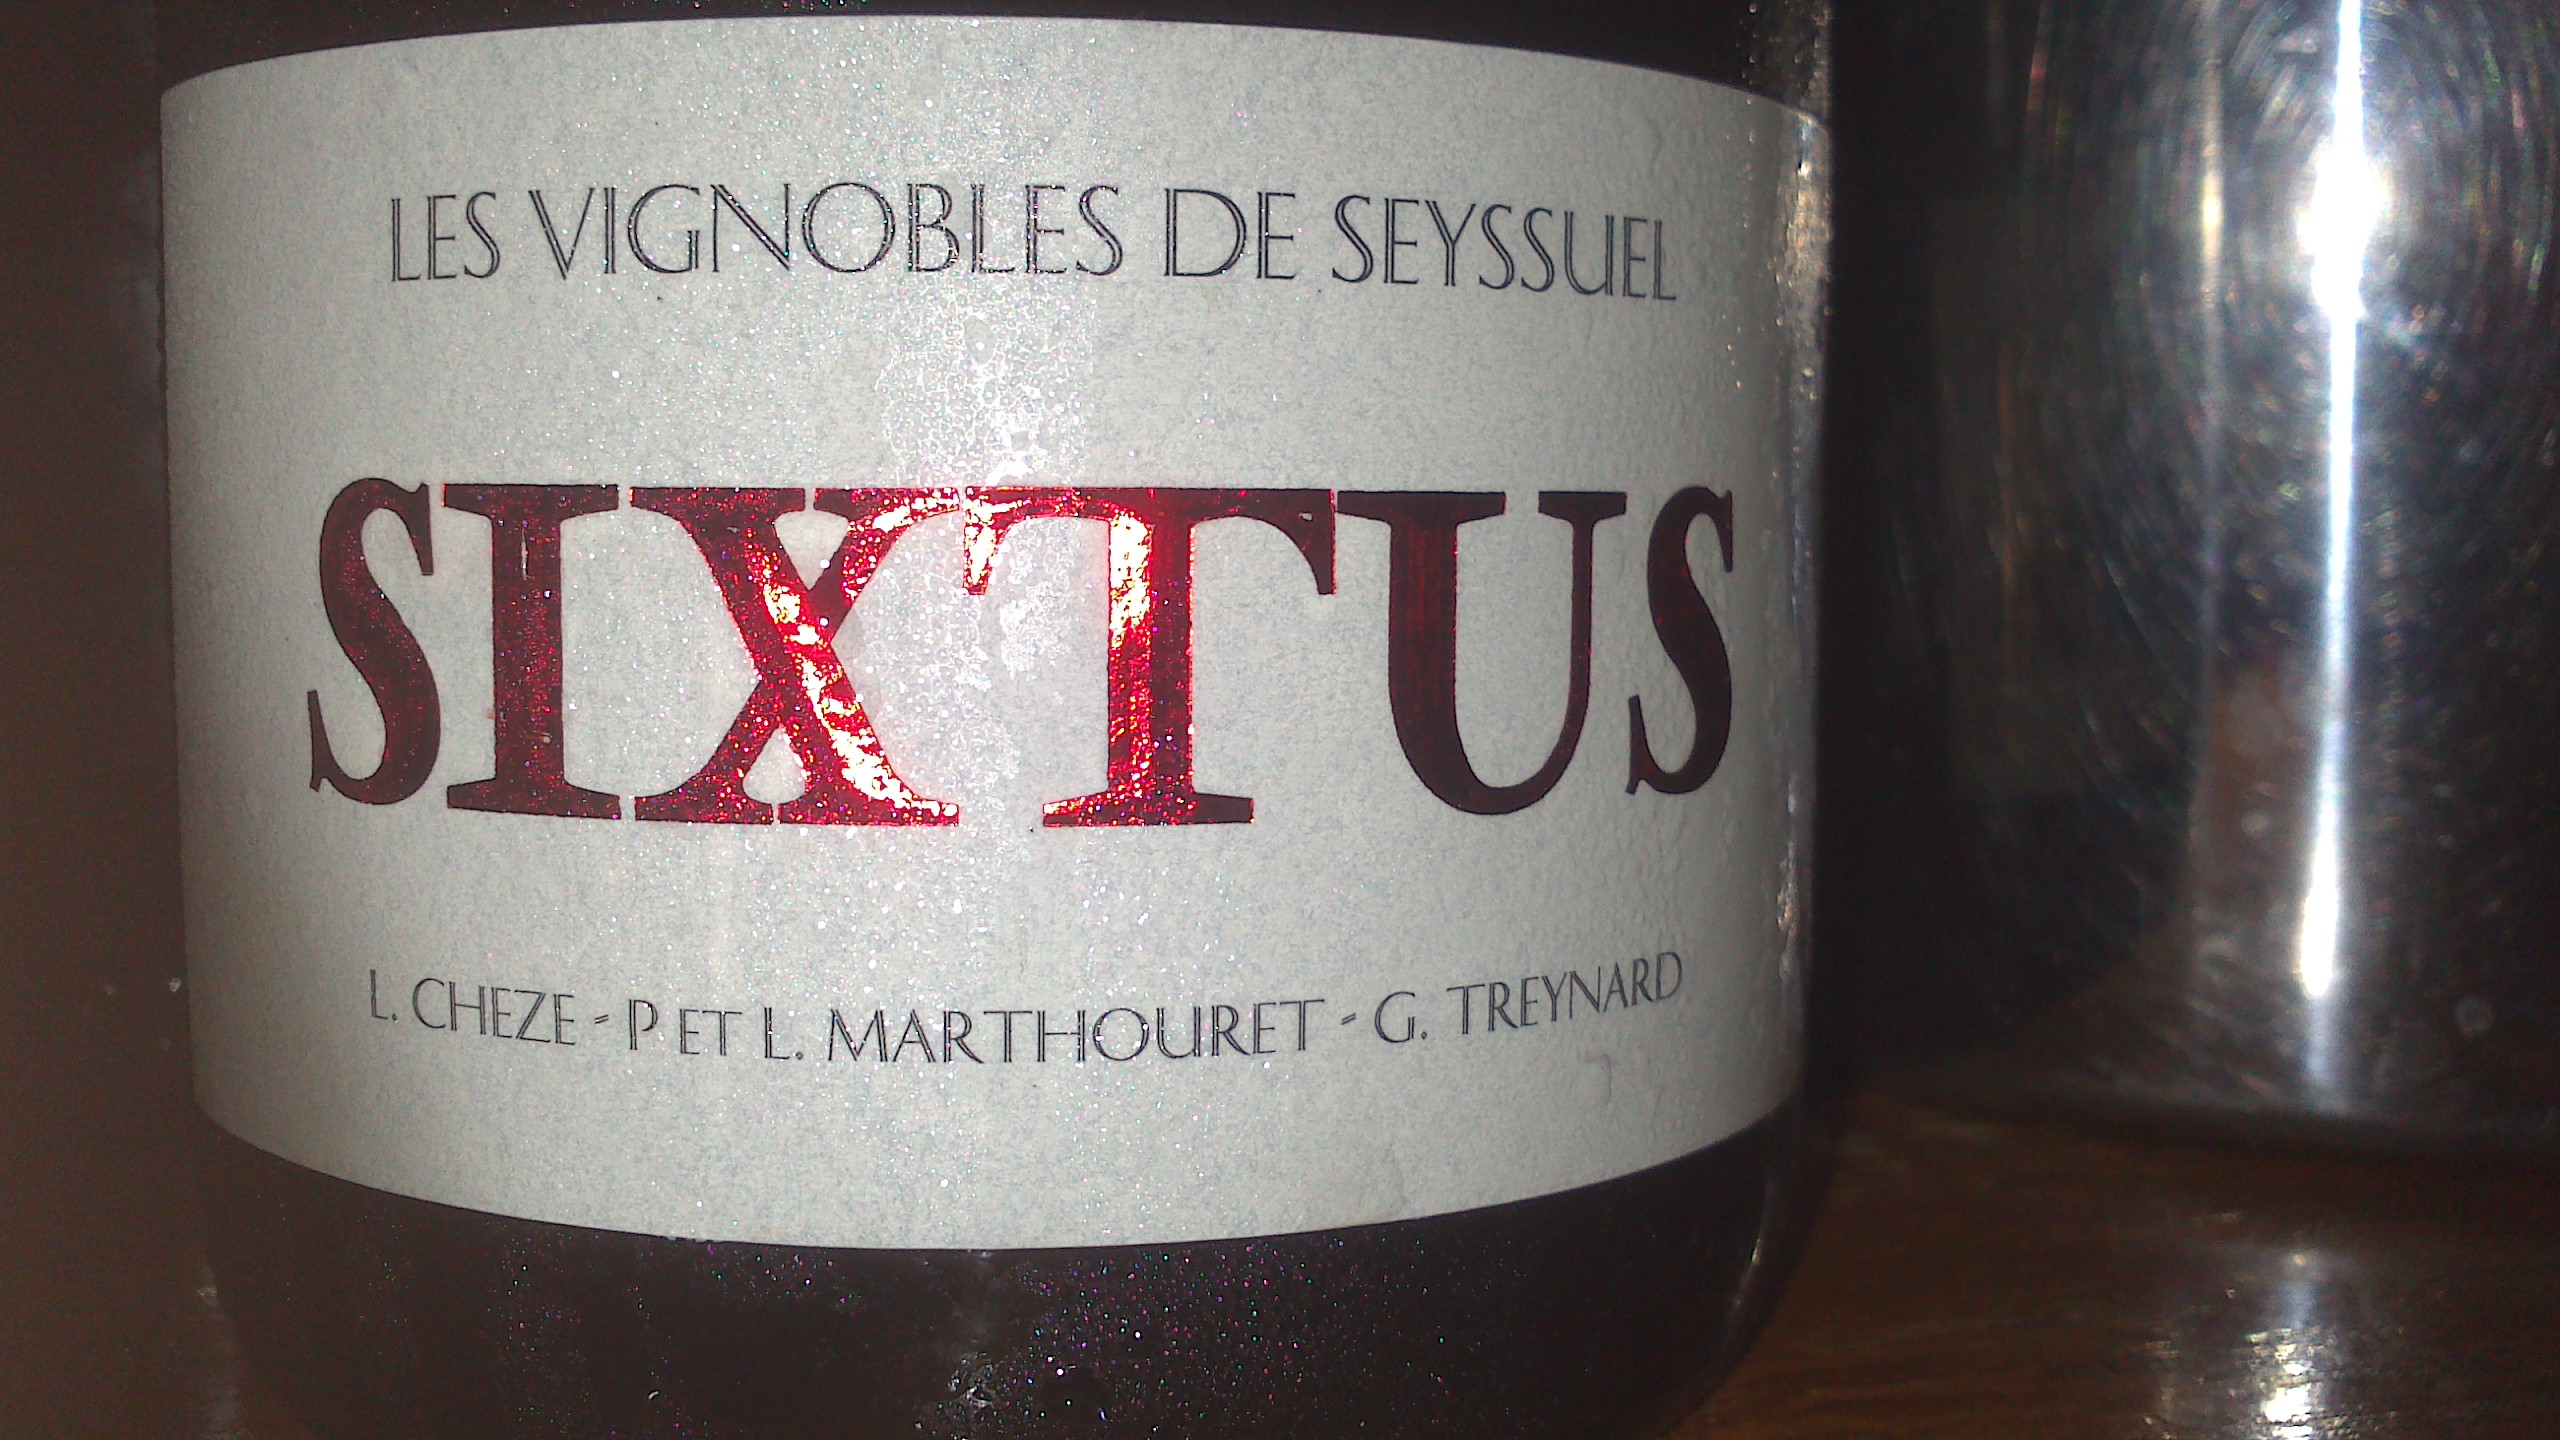 LES VIGNOBLES DE SEYSSUEL
SIXTUS
L. CHEZE - P ET L. MARTHOURET - G. TREYNARD